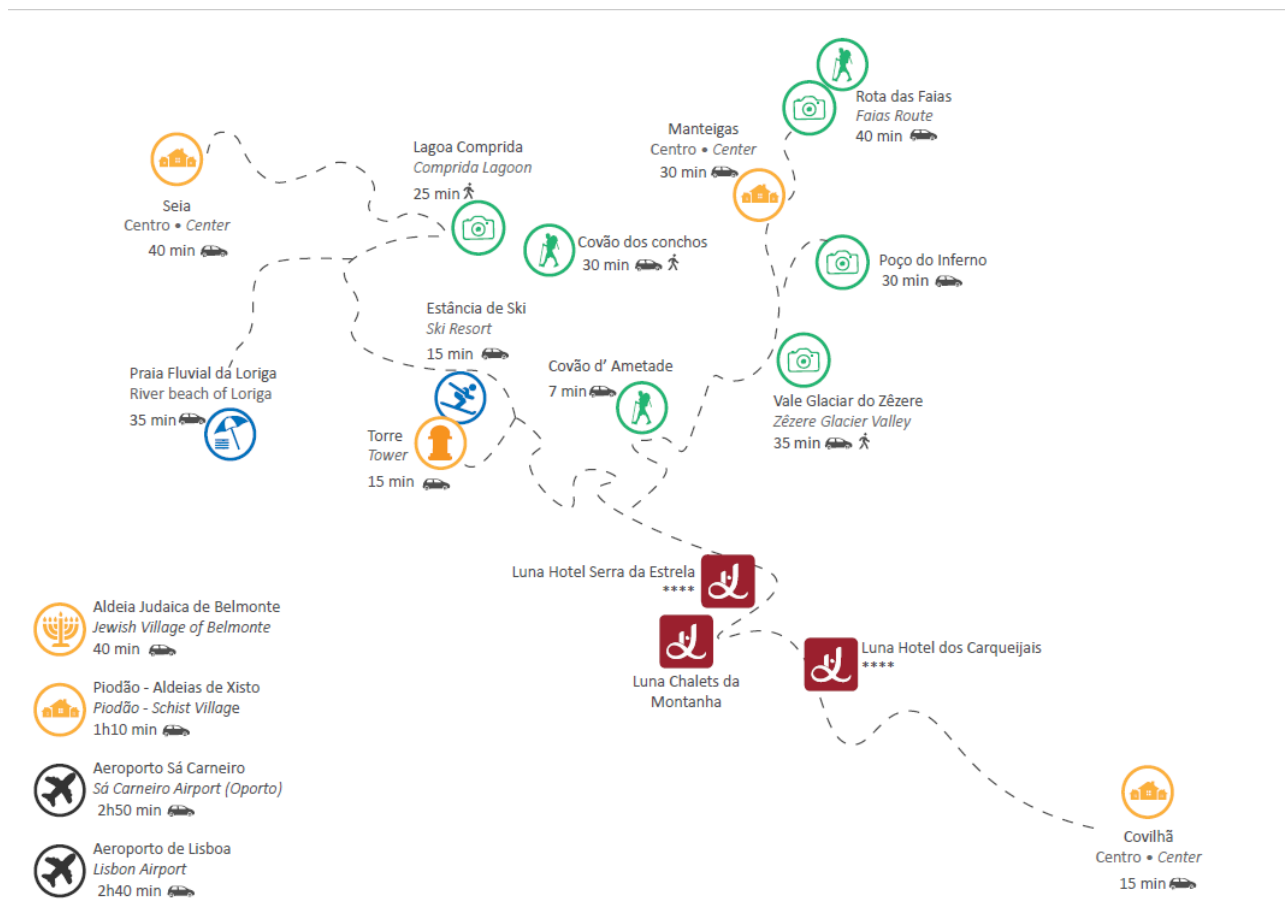 Rota das Faias
Faias Route
40 min
Manteigas
Centro • Center
30 min
Lagoa Comprida
Comprida Lagoon
25 min
Seia
Centro • Center
40 min
Covão dos conchos
30 min
Poço do Inferno
30 min
Estância de Ski
Ski Resort
15 min
Covão d’ Ametade
7 min
Praia Fluvial da Loriga
River beach of Loriga
35 min
Vale Glaciar do Zêzere
Zêzere Glacier Valley
35 min
Torre
Tower
15 min
Luna Hotel Serra da Estrela
****
Luna Chalets da
Montanha
Luna Hotel dos Carqueijais
****
Aldeia Judaica de Belmonte
Jewish Village of Belmonte
40 min
Piodão - Aldeias de Xisto
Piodão - Schist Village
1h10 min
Aeroporto Sá Carneiro
Sá Carneiro Airport (Oporto)
2h50 min
Aeroporto de Lisboa
Lisbon Airport
2h40 min
Covilhã
Centro • Center
15 min